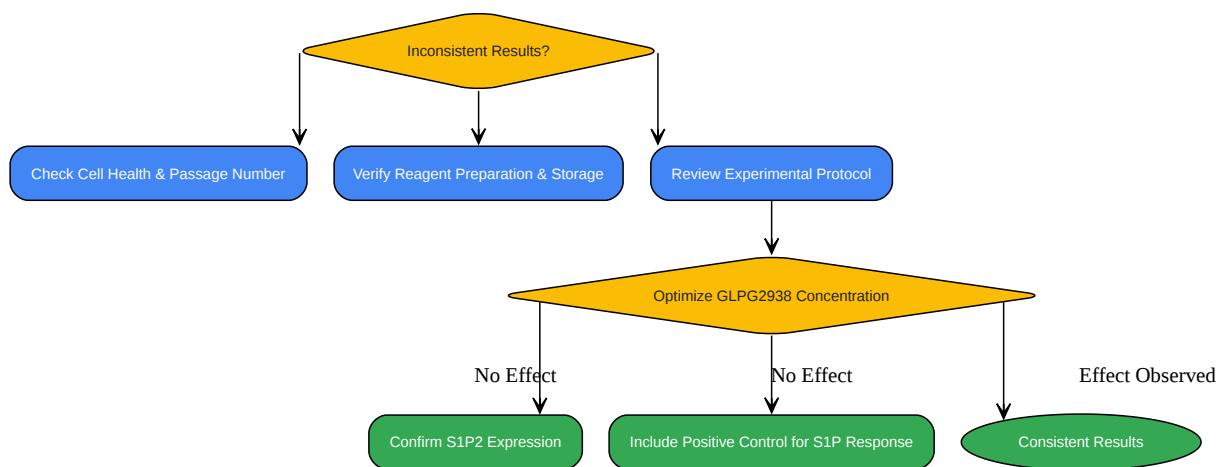 Inconsistent Results?
Check Cell Health & Passage Number
Verify Reagent Preparation & Storage
Review Experimental Protocol
Optimize GLPG2938 Concentration
No Effect
No Effect
Effect Observed
Confirm S1P2 Expression
Include Positive Control for S1P Response
Consistent Results